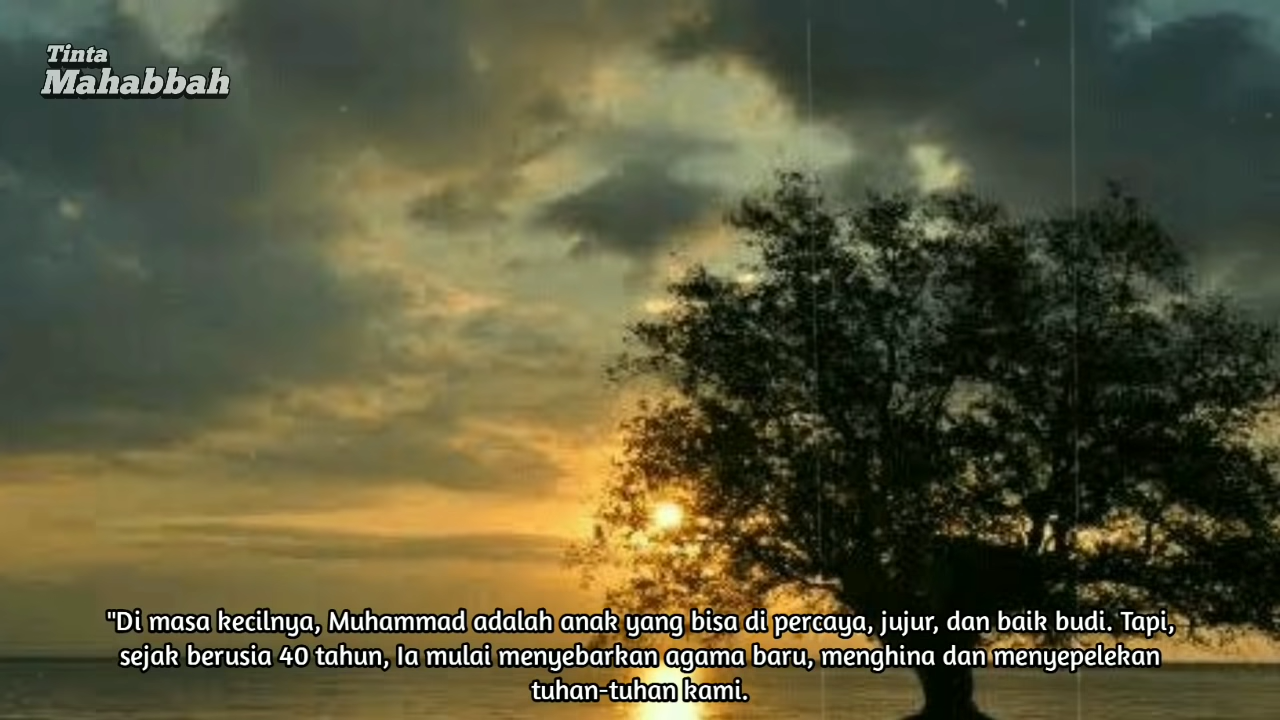 Tinta
Mahabbah
"Di masa kecilnya, Muhammad adalah anak yang bisa di percaya, jujur, dan baik budi. Tapi,
sejak berusia 40 tahun, Ia mulai menyebarkan agama baru, menghina dan menyepelekan
tuhan-tuhan kami.